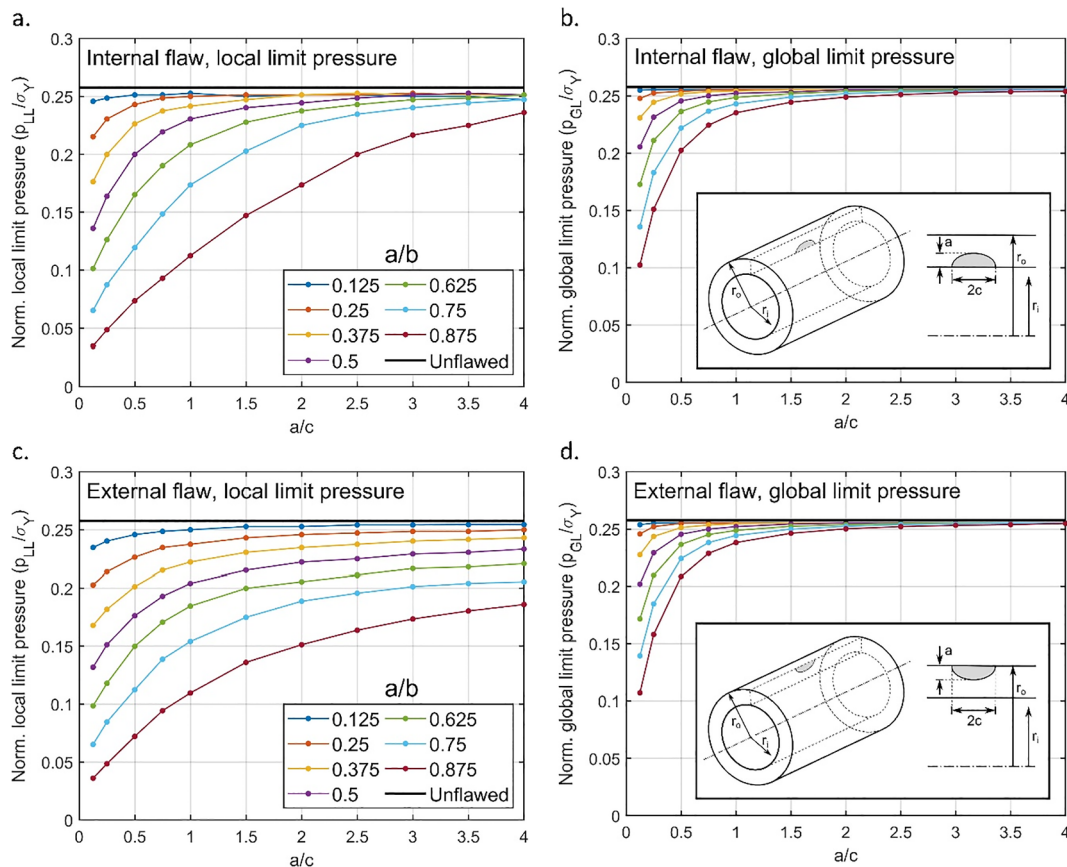 a.
Internal flaw, local limit pressure
Norm. local limit pressure (pLL/σY)
0.3
0.25
0.2
0.15
0.1
0.05
0
a/b
0.125
0.25
0.375
0.5
0.625
0.75
0.875
Unflawed
0 0.5 1 1.5 2 2.5 3 3.5 4
a/c
b.
Internal flaw, global limit pressure
Norm. global limit pressure (pGL/σY)
0.3
0.25
0.2
0.15
0.1
0.05
0
ro
ri
a
2c
ro
ri
0 0.5 1 1.5 2 2.5 3 3.5 4
a/c
c.
External flaw, local limit pressure
Norm. local limit pressure (pLL/σY)
0.3
0.25
0.2
0.15
0.1
0.05
0
a/b
0.125
0.25
0.375
0.5
0.625
0.75
0.875
Unflawed
0 0.5 1 1.5 2 2.5 3 3.5 4
a/c
d.
External flaw, global limit pressure
Norm. global limit pressure (pGL/σY)
0.3
0.25
0.2
0.15
0.1
0.05
0
ro
ri
a
2c
ro
ri
0 0.5 1 1.5 2 2.5 3 3.5 4
a/c